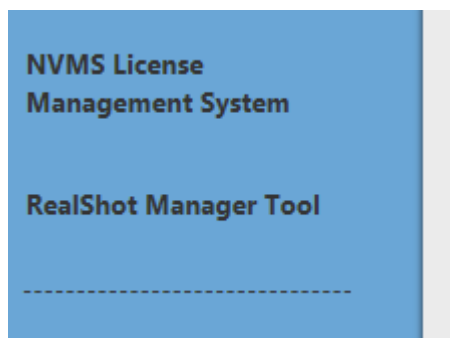 NVMS License
Management System
RealShot Manager Tool
-------------------------------